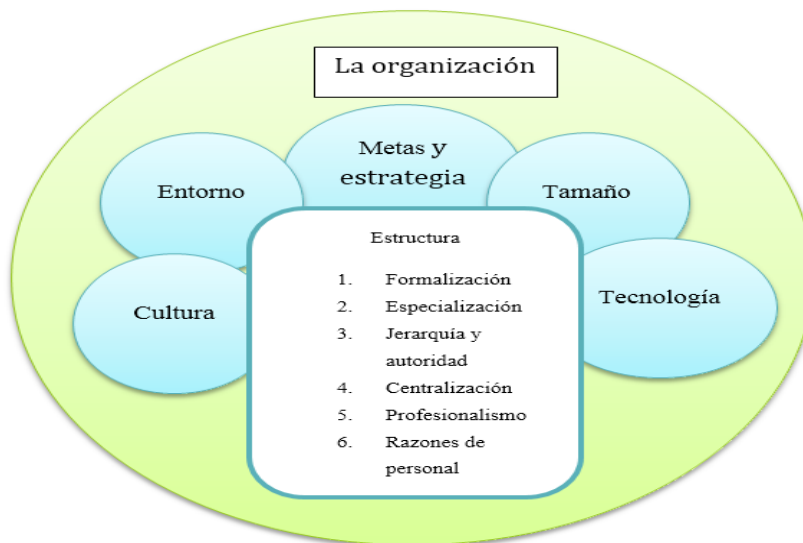 La organización
Metas y
estrategia
Entorno
Tamaño
Cultura
Tecnología
Estructura
1. Formalización
2. Especialización
3. Jerarquía y
autoridad
4. Centralización
5. Profesionalismo
6. Razones de
personal